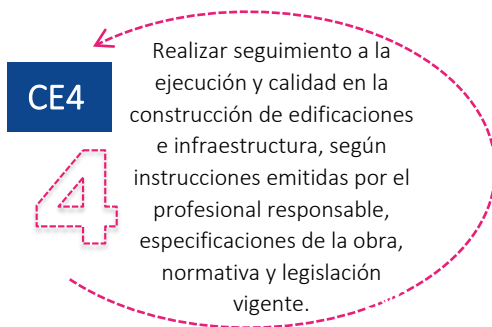 CE4
4
Realizar seguimiento a la
ejecución y calidad en la
construcción de edificaciones
e infraestructura, según
instrucciones emitidas por el
profesional responsable,
especificaciones de la obra,
normativa y legislación
vigente.